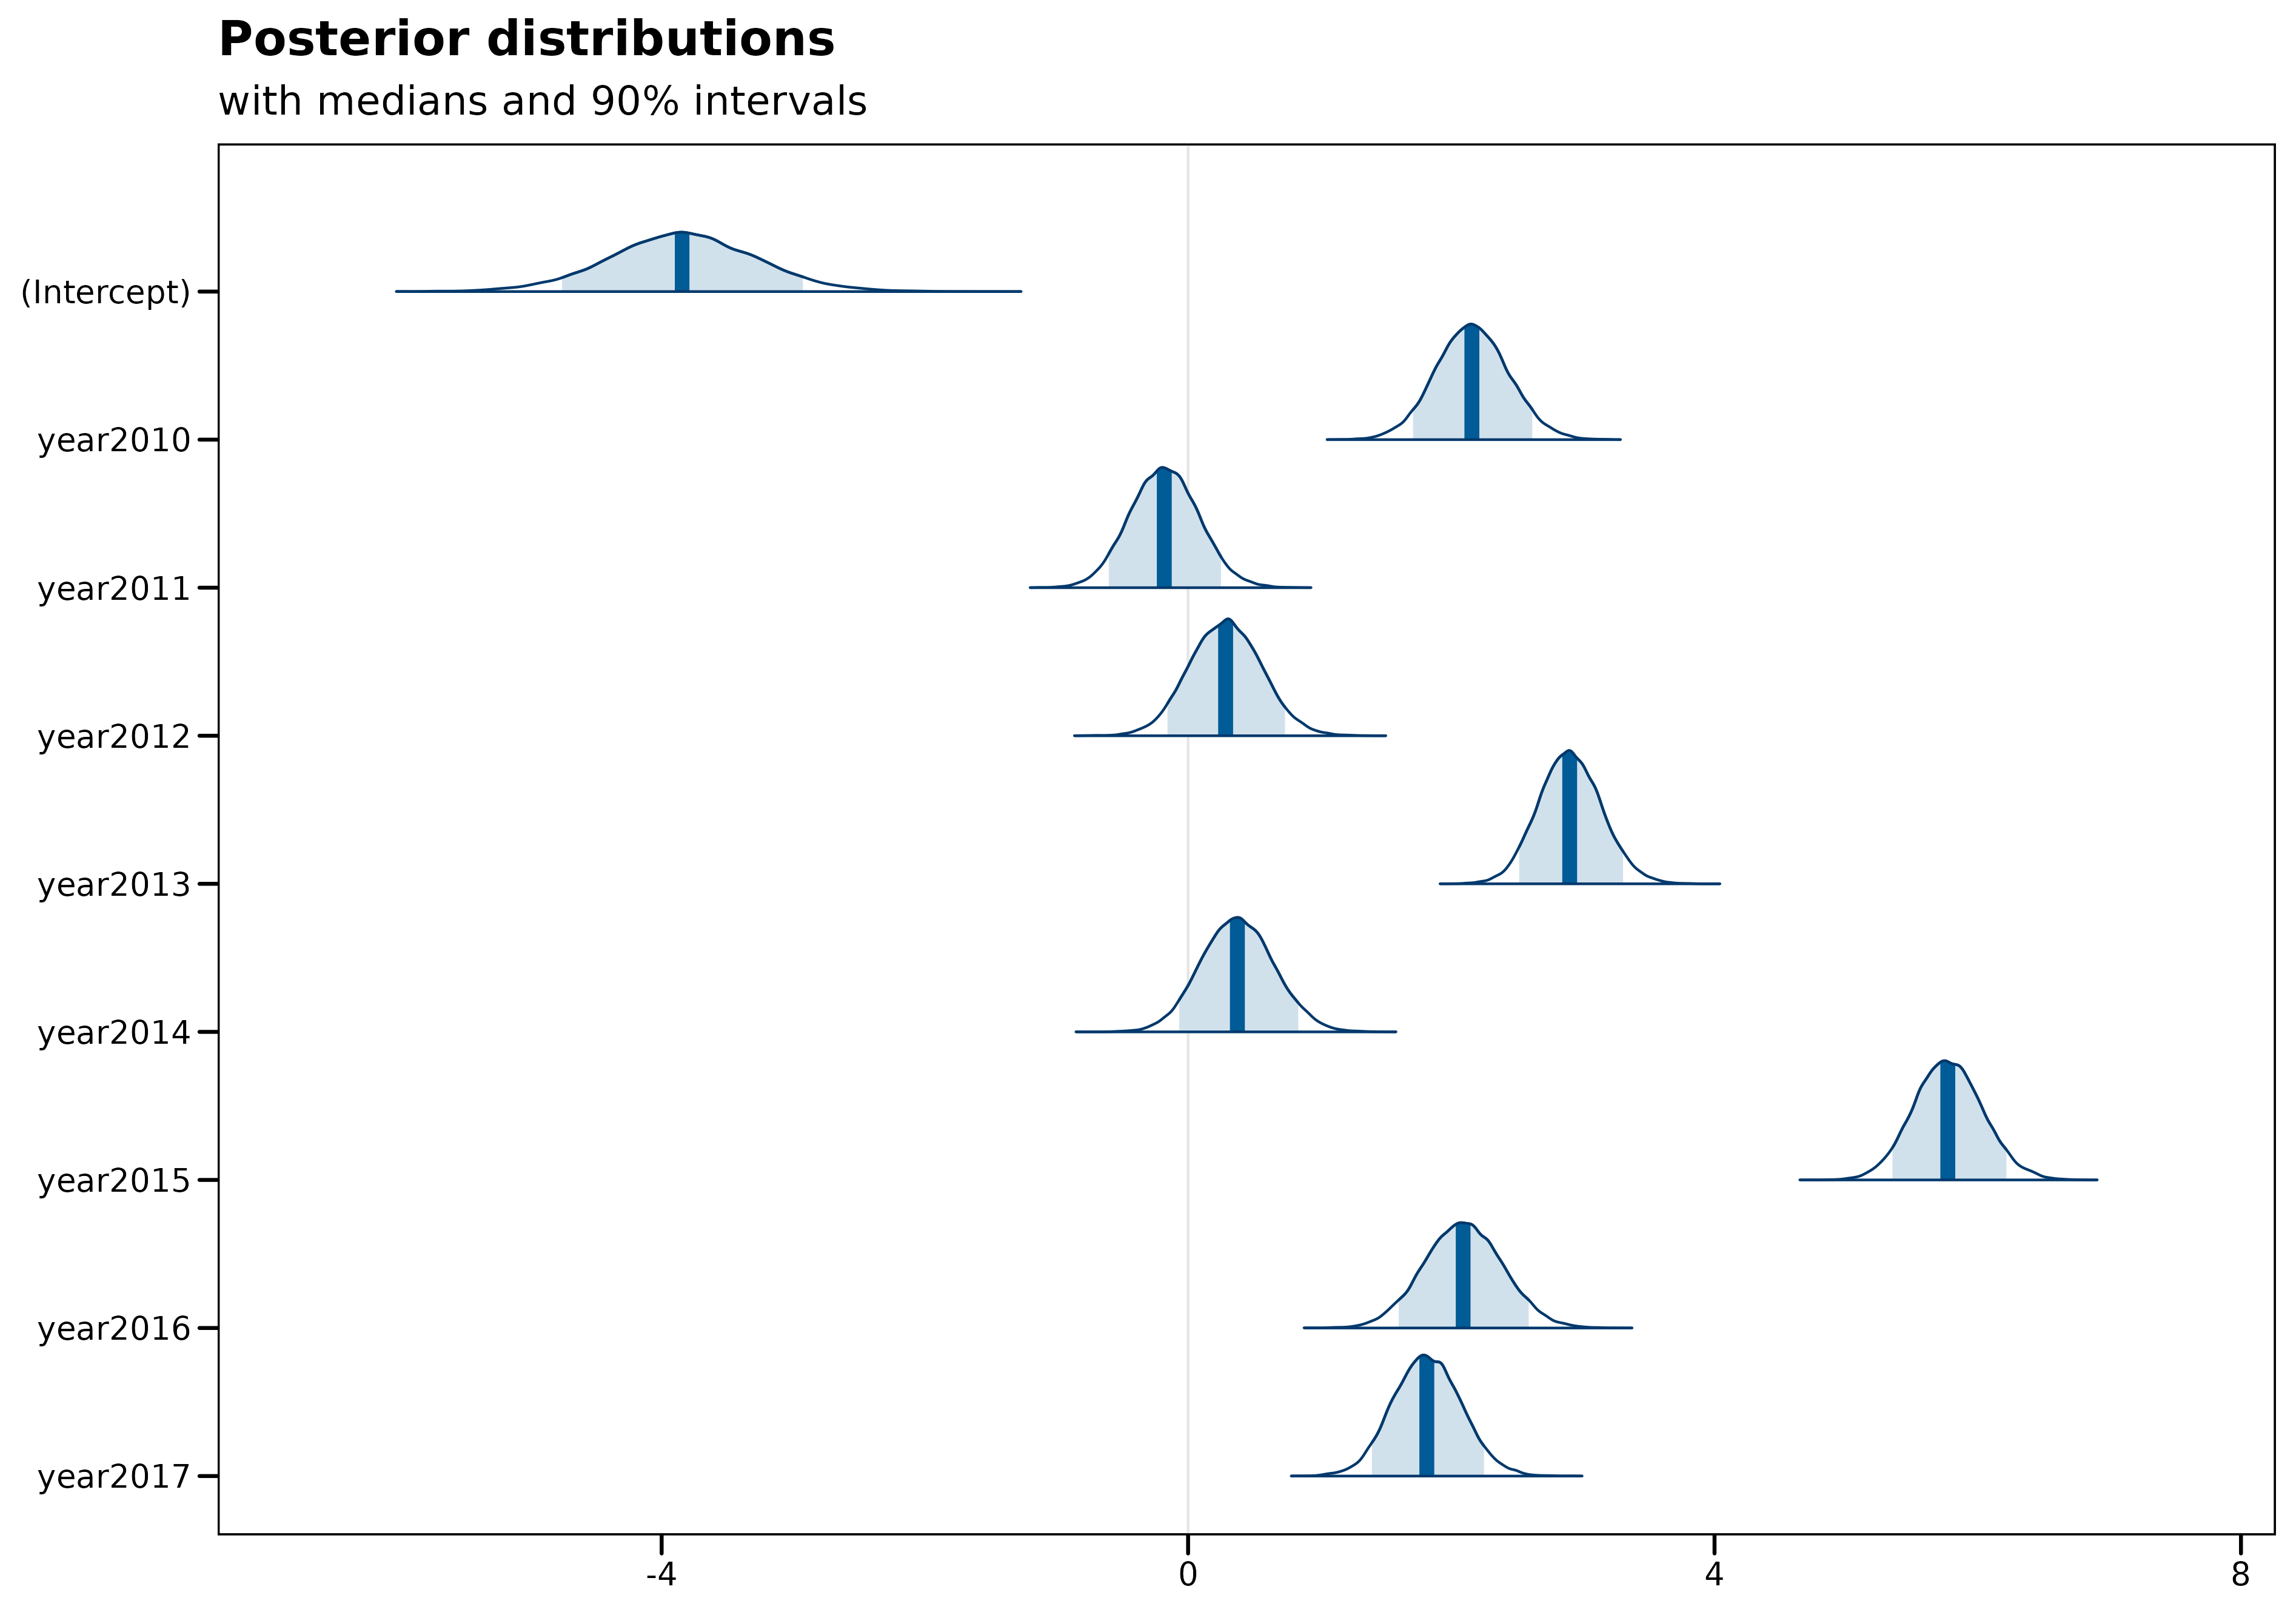 Posterior distributions
with medians and 90% intervals
(Intercept)
year2010
year2011
year2012
year2013
year2014
year2015
year2016
year2017
-4 0 4 8